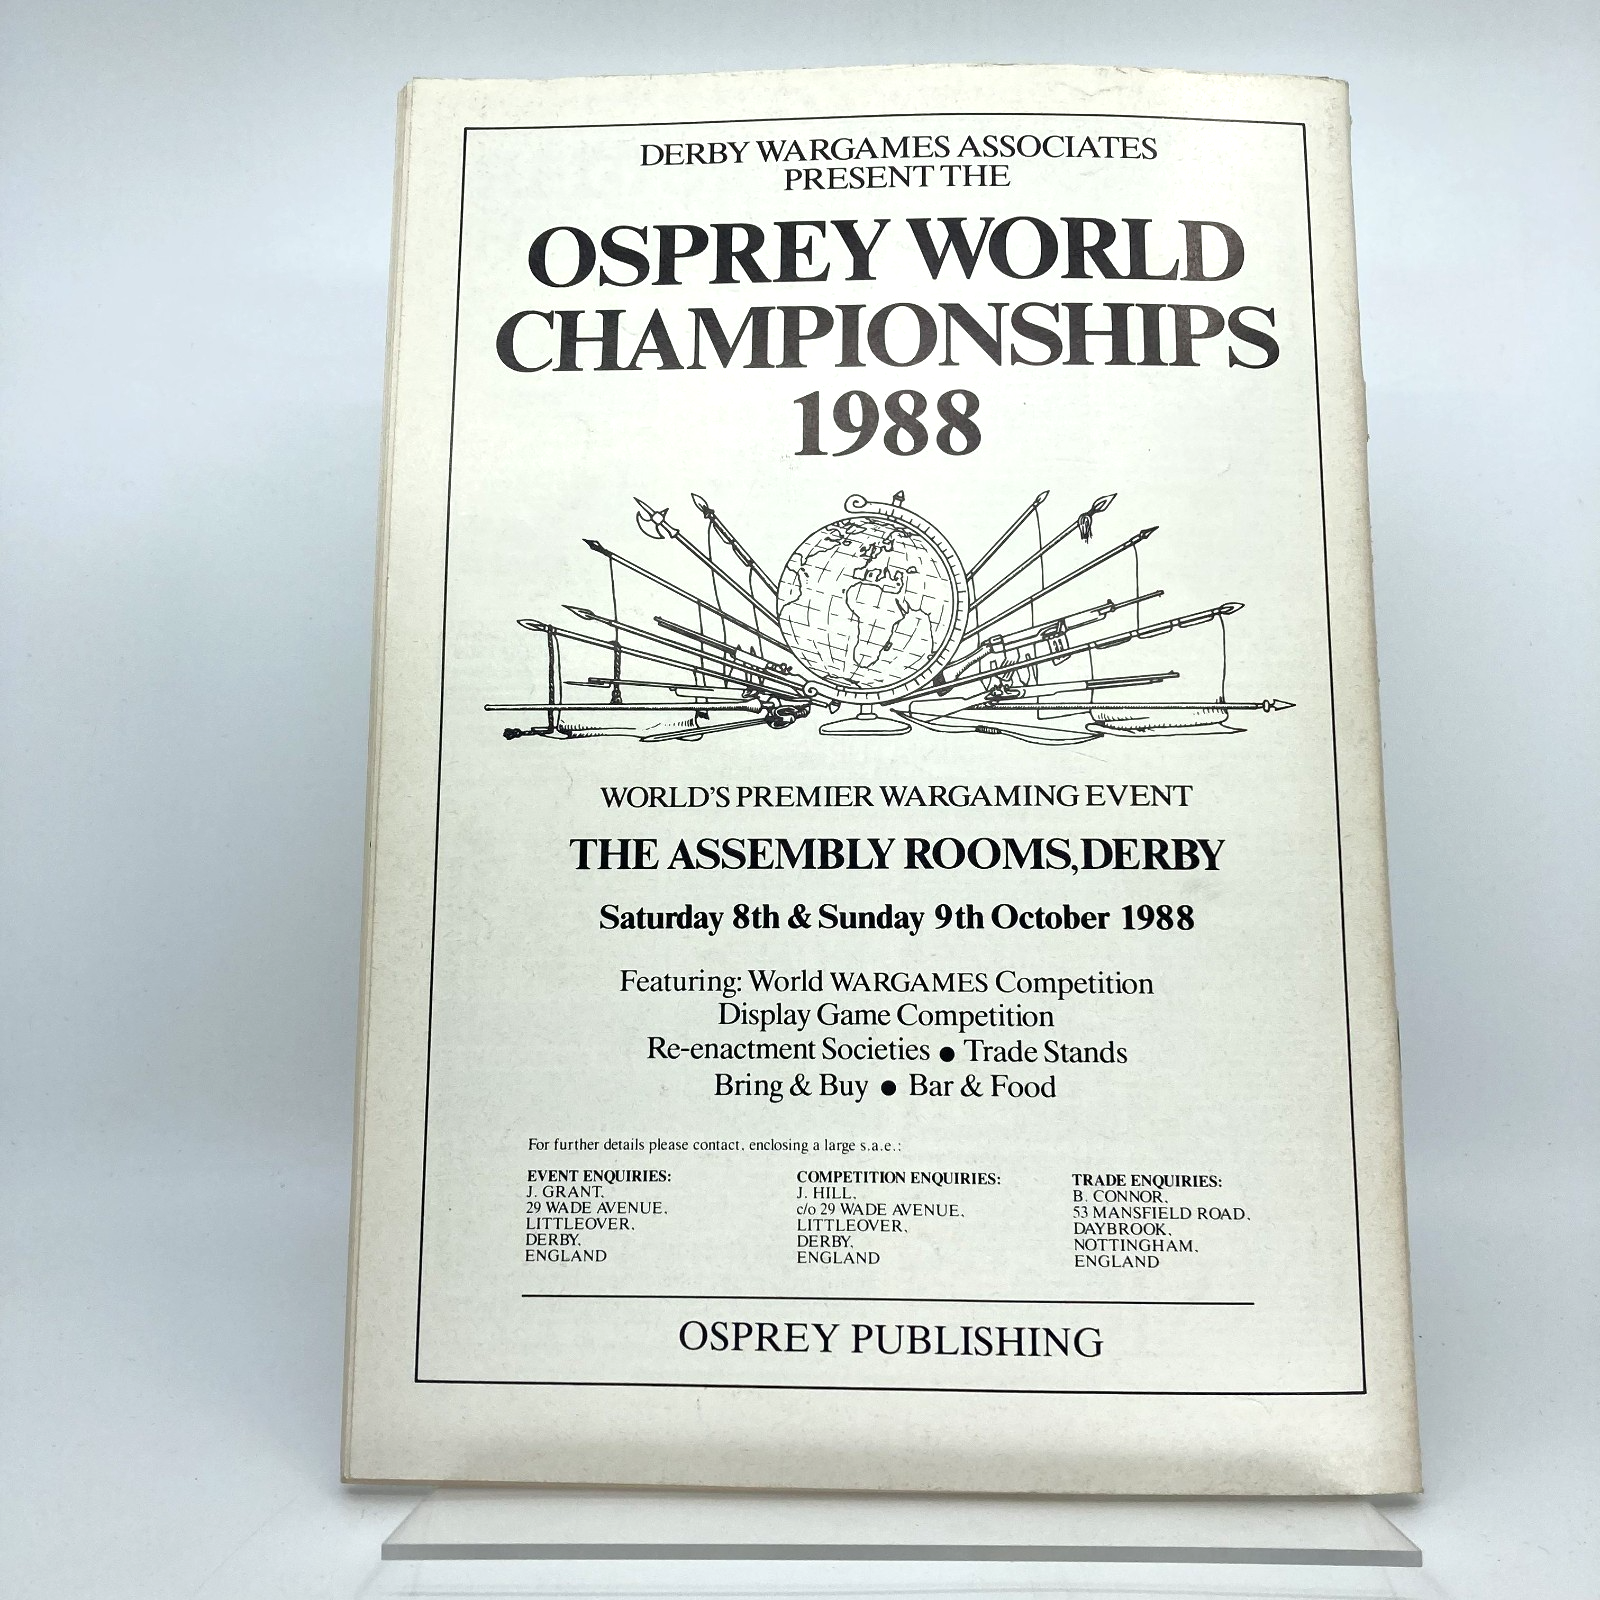 DERBY WARGAMES ASSOCIATES
PRESENT THE
OSPREY WORLD
CHAMPIONSHIPS
1988
WORLD'S PREMIER WARGAMING EVENT
THE ASSEMBLY ROOMS, DERBY
Saturday 8th & Sunday 9th October 1988
Featuring: World WARGAMES Competition
Display Game Competition
Re-enactment Societies ● Trade Stands
Bring & Buy ● Bar & Food
For further details please contact, enclosing a large s.a.e.:
EVENT ENQUIRIES:
J. GRANT,
29 WADE AVENUE,
LITTLEOVER,
DERBY,
ENGLAND
COMPETITION ENQUIRIES:
J. HILL,
c/o 29 WADE AVENUE,
LITTLEOVER,
DERBY,
ENGLAND
TRADE ENQUIRIES:
B. CONNOR,
53 MANSFIELD ROAD,
DAYBROOK,
NOTTINGHAM,
ENGLAND
OSPREY PUBLISHING